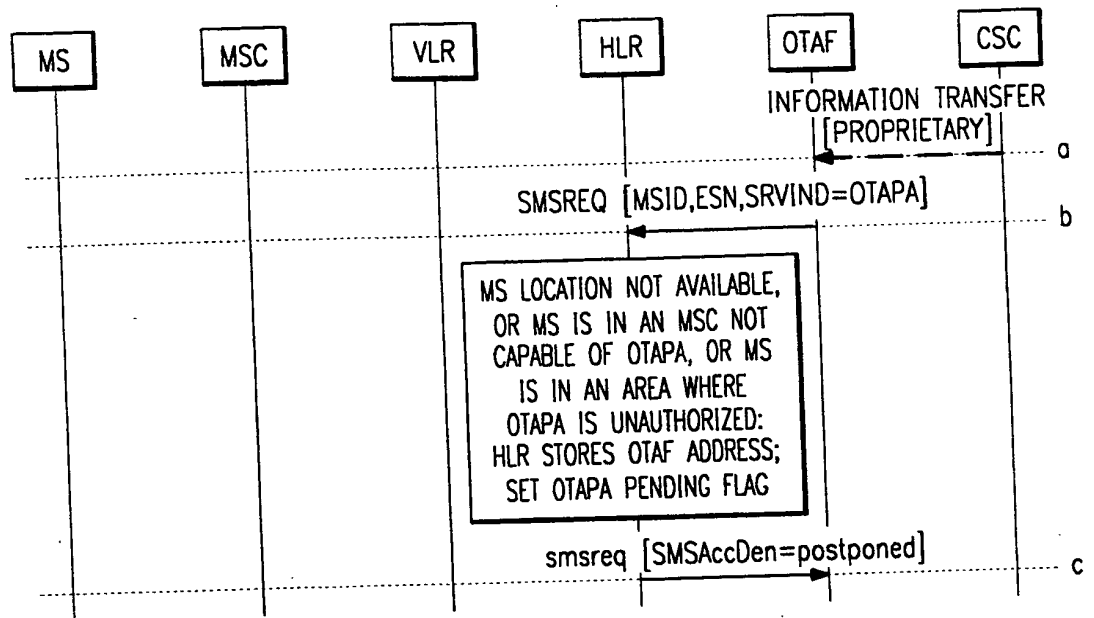 MS MSC VLR HLR OTAF CSC
INFORMATION TRANSFER
[PROPRIETARY]
a
SMSREQ [MSID,ESN,SRVIND=OTAPA]
b
MS LOCATION NOT AVAILABLE,
OR MS IS IN AN MSC NOT
CAPABLE OF OTAPA, OR MS
IS IN AN AREA WHERE
OTAPA IS UNAUTHORIZED:
HLR STORES OTAF ADDRESS;
SET OTAPA PENDING FLAG
smsreq [SMSAccDen=postponed]
c